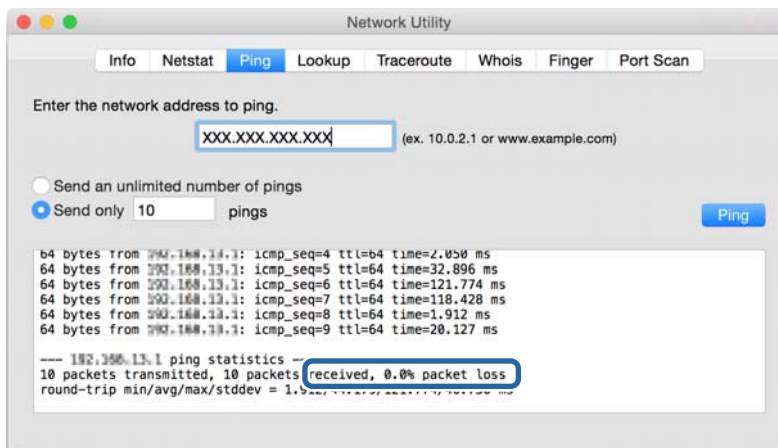 Network Utility
Info Netstat Ping Lookup Traceroute Whois Finger Port Scan
Enter the network address to ping.
XXX.XXX.XXX.XXX (ex. 10.0.2.1 or www.example.com)
Send an unlimited number of pings
Send only 10 pings
Ping
64 bytes from : icmp_seq=4 ttl=64 time=2.050 ms
64 bytes from : icmp_seq=5 ttl=64 time=32.896 ms
64 bytes from : icmp_seq=6 ttl=64 time=121.774 ms
64 bytes from : icmp_seq=7 ttl=64 time=118.428 ms
64 bytes from : icmp_seq=8 ttl=64 time=1.912 ms
64 bytes from : icmp_seq=9 ttl=64 time=20.127 ms
--- ping statistics --
10 packets transmitted, 10 packets received, 0.0% packet loss
round-trip min/avg/max/stddev = ms